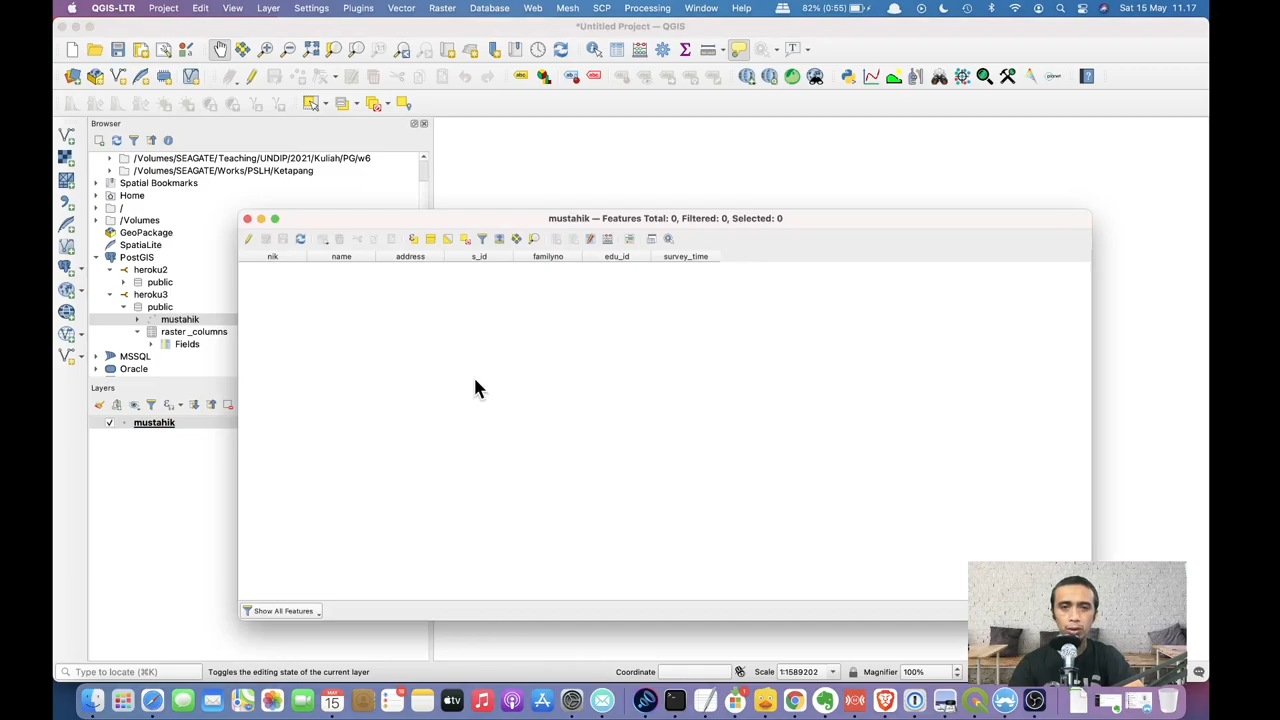 QGIS-LTR Project Edit View Layer Settings Plugins Vector Raster Database Web Mesh SCP Processing Window Help 82% (0:55) Sat 15 May 11.17
*Untitled Project — QGIS
Browser
/Volumes/SEAGATE/Teaching/UNDIP/2021/Kuliah/PG/w6
/Volumes/SEAGATE/Works/PSLH/Ketapang
Spatial Bookmarks
Home
/
/Volumes
GeoPackage
SpatiaLite
PostGIS
heroku2
public
heroku3
public
mustahik
raster_columns
Fields
MSSQL
Oracle
Layers
mustahik
mustahik — Features Total: 0, Filtered: 0, Selected: 0
nik name address s_id familyno edu_id survey_time
Show All Features
Type to locate (⌘K) Toggles the editing state of the current layer Coordinate Scale 1:1589202 Magnifier 100%